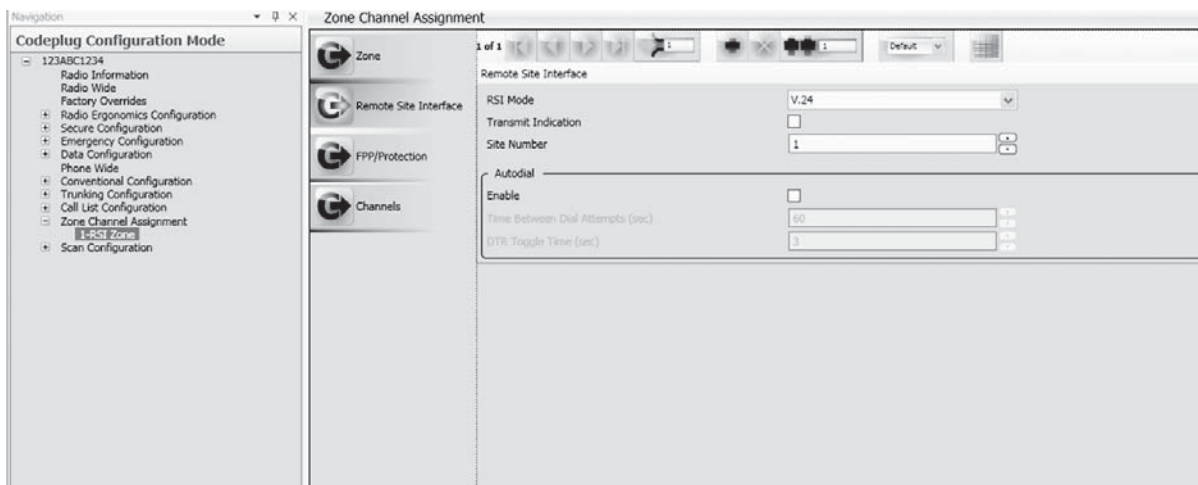 Navigation
Codeplug Configuration Mode
123ABC1234
Radio Information
Radio Wide
Factory Overrides
Radio Ergonomics Configuration
Secure Configuration
Emergency Configuration
Data Configuration
Phone Wide
Conventional Configuration
Trunking Configuration
Call List Configuration
Zone Channel Assignment
1-RSI Zone
Scan Configuration
Zone Channel Assignment
Zone
Remote Site Interface
FPP/Protection
Channels
1 of 1
1
1
Default
Remote Site Interface
RSI Mode
V.24
Transmit Indication
Site Number
1
Autodial
Enable
Time Between Dial Attempts (sec)
60
DTR Toggle Time (sec)
3